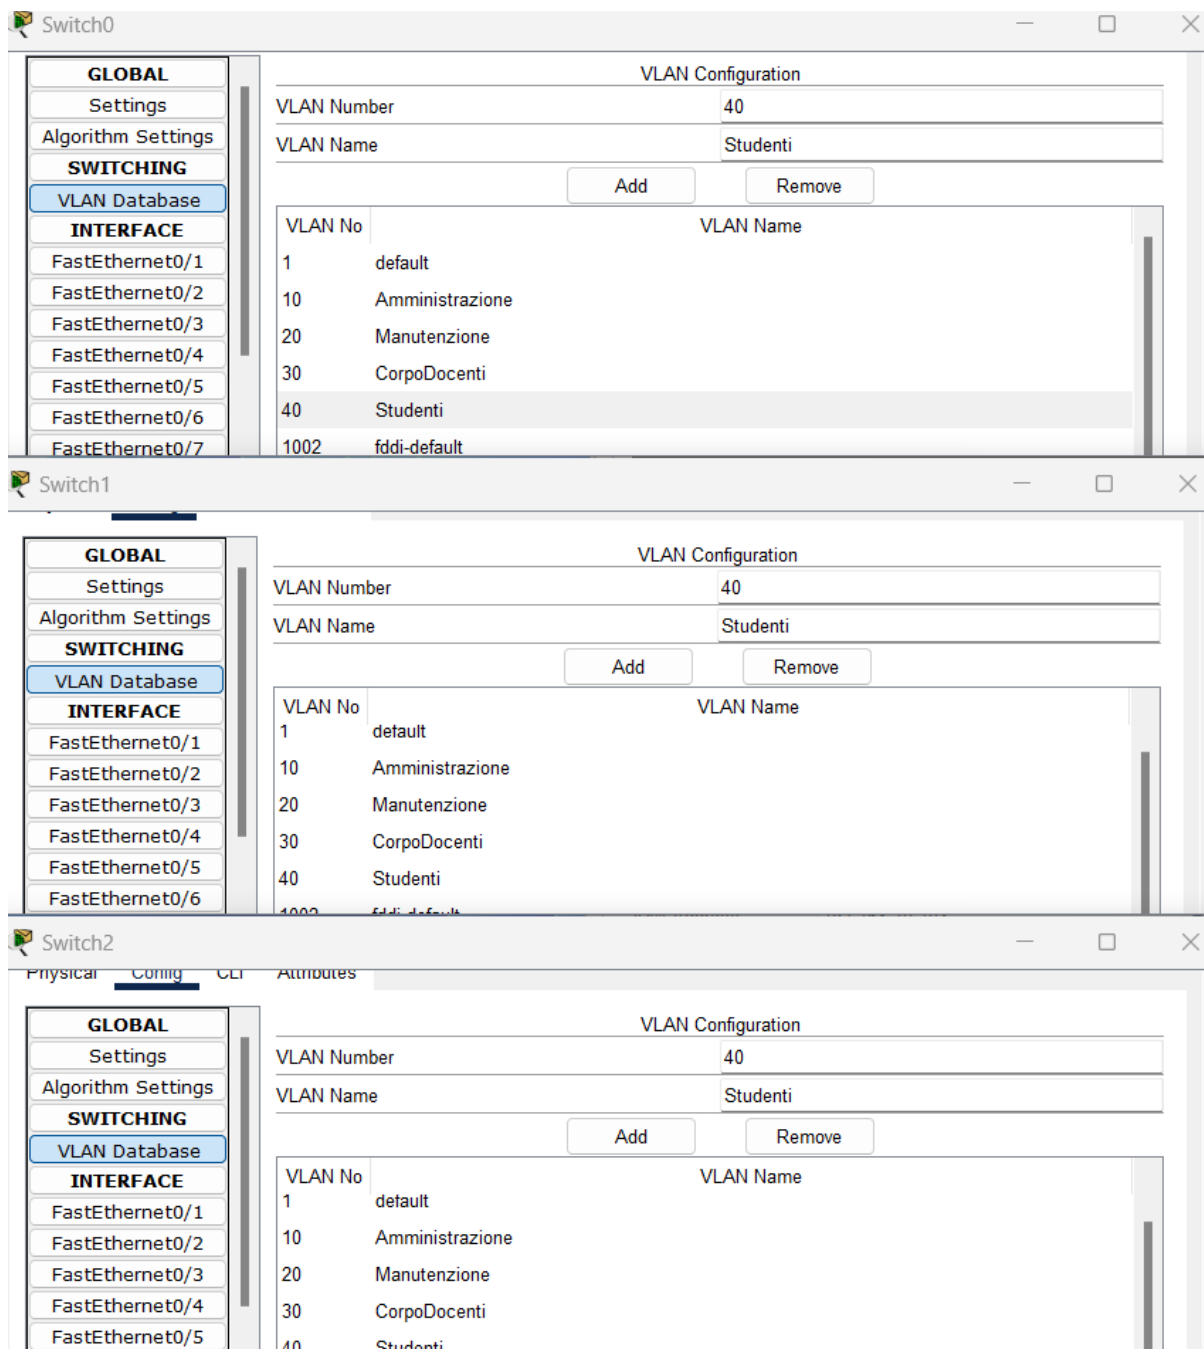 Switch0
GLOBAL
Settings
Algorithm Settings
SWITCHING
VLAN Database
INTERFACE
FastEthernet0/1
FastEthernet0/2
FastEthernet0/3
FastEthernet0/4
FastEthernet0/5
FastEthernet0/6
FastEthernet0/7
VLAN Configuration
VLAN Number 40
VLAN Name Studenti
Add Remove
VLAN No VLAN Name
1 default
10 Amministrazione
20 Manutenzione
30 CorpoDocenti
40 Studenti
1002 fddi-default
Switch1
GLOBAL
Settings
Algorithm Settings
SWITCHING
VLAN Database
INTERFACE
FastEthernet0/1
FastEthernet0/2
FastEthernet0/3
FastEthernet0/4
FastEthernet0/5
FastEthernet0/6
VLAN Configuration
VLAN Number 40
VLAN Name Studenti
Add Remove
VLAN No VLAN Name
1 default
10 Amministrazione
20 Manutenzione
30 CorpoDocenti
40 Studenti
1002 fddi-default
Switch2
Physical Config CLI Attributes
GLOBAL
Settings
Algorithm Settings
SWITCHING
VLAN Database
INTERFACE
FastEthernet0/1
FastEthernet0/2
FastEthernet0/3
FastEthernet0/4
FastEthernet0/5
VLAN Configuration
VLAN Number 40
VLAN Name Studenti
Add Remove
VLAN No VLAN Name
1 default
10 Amministrazione
20 Manutenzione
30 CorpoDocenti
40 Studenti